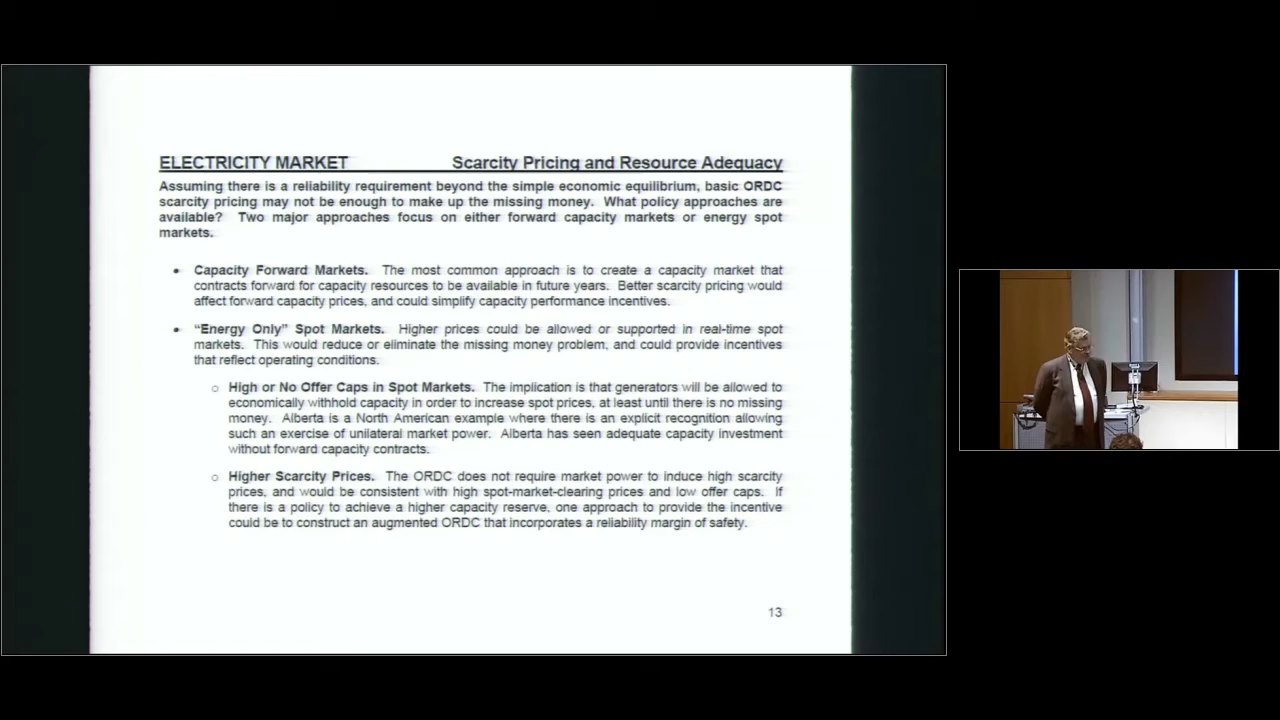 ELECTRICITY MARKET Scarcity Pricing and Resource Adequacy
Assuming there is a reliability requirement beyond the simple economic equilibrium, basic ORDC
scarcity pricing may not be enough to make up the missing money. What policy approaches are
available? Two major approaches focus on either forward capacity markets or energy spot
markets.
• Capacity Forward Markets. The most common approach is to create a capacity market that
contracts forward for capacity resources to be available in future years. Better scarcity pricing would
affect forward capacity prices, and could simplify capacity performance incentives.
• “Energy Only” Spot Markets. Higher prices could be allowed or supported in real-time spot
markets. This would reduce or eliminate the missing money problem, and could provide incentives
that reflect operating conditions.
○ High or No Offer Caps in Spot Markets. The implication is that generators will be allowed to
economically withhold capacity in order to increase spot prices, at least until there is no missing
money. Alberta is a North American example where there is an explicit recognition allowing
such an exercise of unilateral market power. Alberta has seen adequate capacity investment
without forward capacity contracts.
○ Higher Scarcity Prices. The ORDC does not require market power to induce high scarcity
prices, and would be consistent with high spot-market-clearing prices and low offer caps. If
there is a policy to achieve a higher capacity reserve, one approach to provide the incentive
could be to construct an augmented ORDC that incorporates a reliability margin of safety.
13